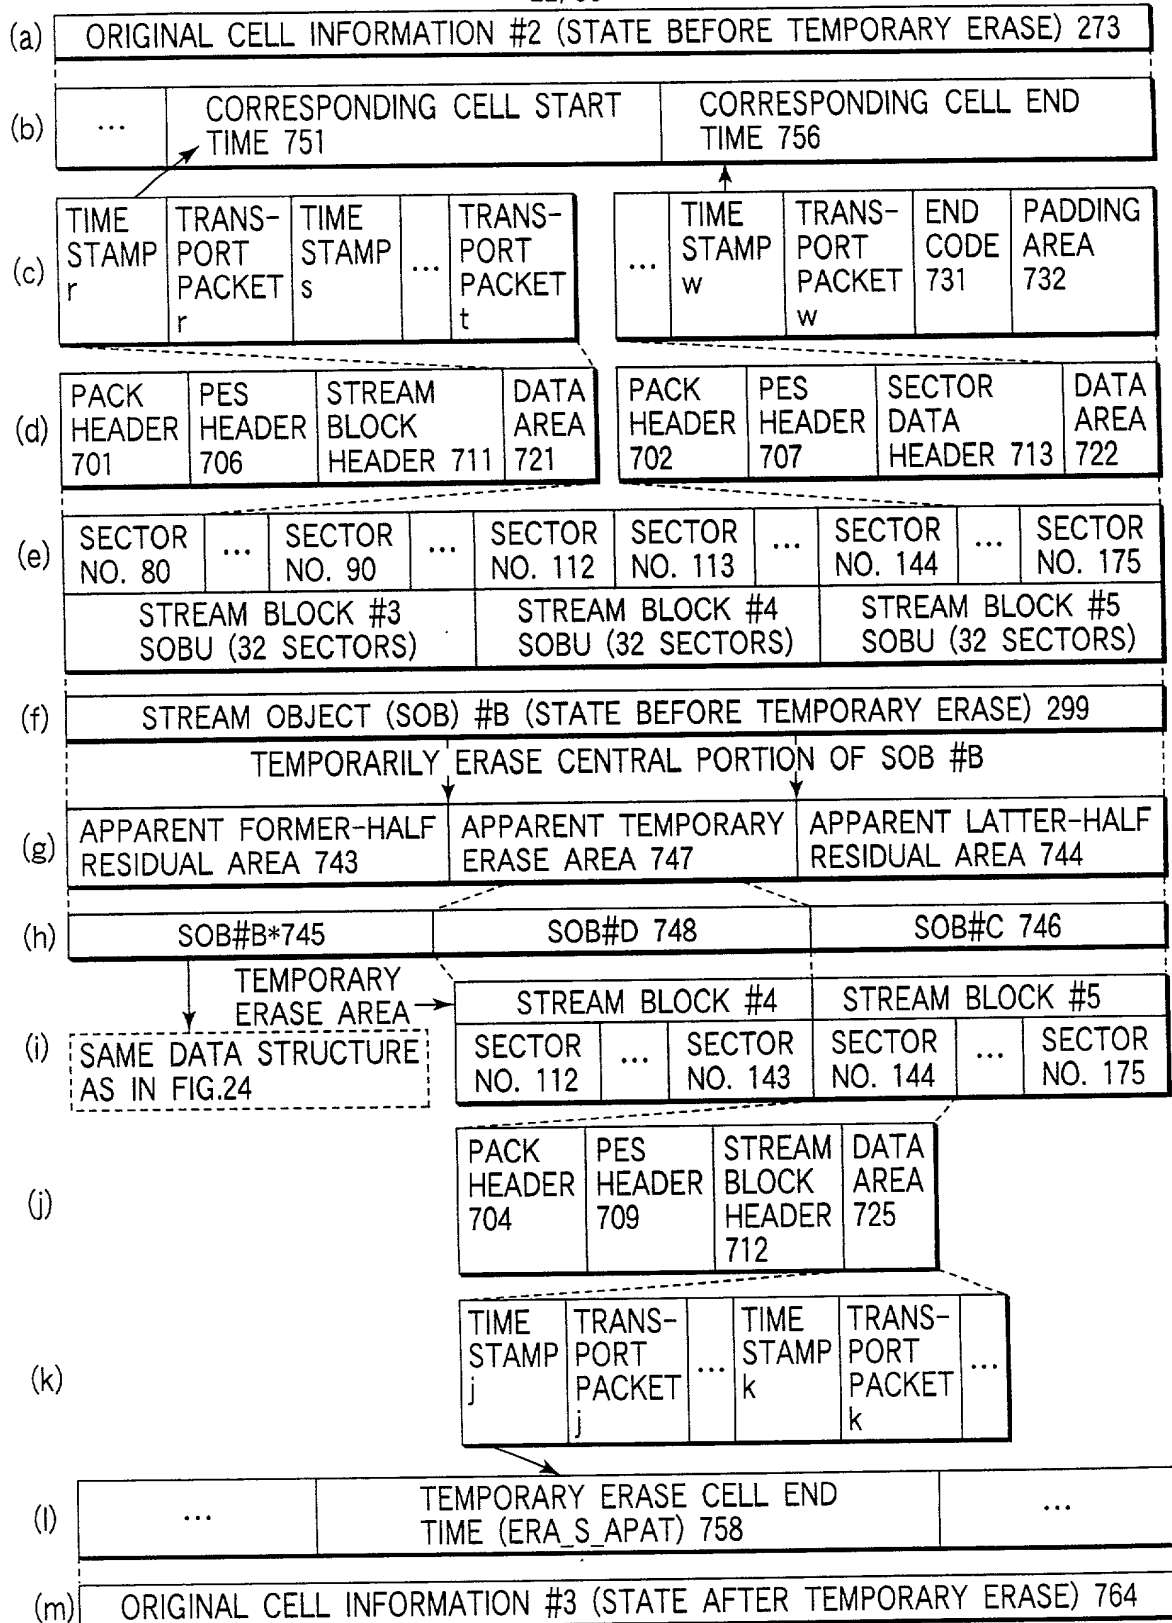 (a) ORIGINAL CELL INFORMATION #2 (STATE BEFORE TEMPORARY ERASE) 273
(b) ... CORRESPONDING CELL START
TIME 751
CORRESPONDING CELL END
TIME 756
(c)
TIME
STAMP
r
TRANS-
PORT
PACKET
r
TIME
STAMP
s
...
TRANS-
PORT
PACKET
t
...
TIME
STAMP
w
TRANS-
PORT
PACKET
w
END
CODE
731
PADDING
AREA
732
(d)
PACK
HEADER
701
PES
HEADER
706
STREAM
BLOCK
HEADER 711
DATA
AREA
721
PACK
HEADER
702
PES
HEADER
707
SECTOR
DATA
HEADER 713
DATA
AREA
722
(e)
SECTOR
NO. 80
...
SECTOR
NO. 90
...
SECTOR
NO. 112
SECTOR
NO. 113
...
SECTOR
NO. 144
...
SECTOR
NO. 175
STREAM BLOCK #3
SOBU (32 SECTORS)
STREAM BLOCK #4
SOBU (32 SECTORS)
STREAM BLOCK #5
SOBU (32 SECTORS)
(f) STREAM OBJECT (SOB) #B (STATE BEFORE TEMPORARY ERASE) 299
TEMPORARILY ERASE CENTRAL PORTION OF SOB #B
(g)
APPARENT FORMER-HALF
RESIDUAL AREA 743
APPARENT TEMPORARY
ERASE AREA 747
APPARENT LATTER-HALF
RESIDUAL AREA 744
(h) SOB#B*745 SOB#D 748 SOB#C 746
TEMPORARY
ERASE AREA
(i)
SAME DATA STRUCTURE
AS IN FIG.24
STREAM BLOCK #4
STREAM BLOCK #5
SECTOR
NO. 112
...
SECTOR
NO. 143
SECTOR
NO. 144
...
SECTOR
NO. 175
(j)
PACK
HEADER
704
PES
HEADER
709
STREAM
BLOCK
HEADER
712
DATA
AREA
725
(k)
TIME
STAMP
j
TRANS-
PORT
PACKET
j
...
TIME
STAMP
k
TRANS-
PORT
PACKET
k
...
(l) ... TEMPORARY ERASE CELL END
TIME (ERA_S_APAT) 758
...
(m) ORIGINAL CELL INFORMATION #3 (STATE AFTER TEMPORARY ERASE) 764